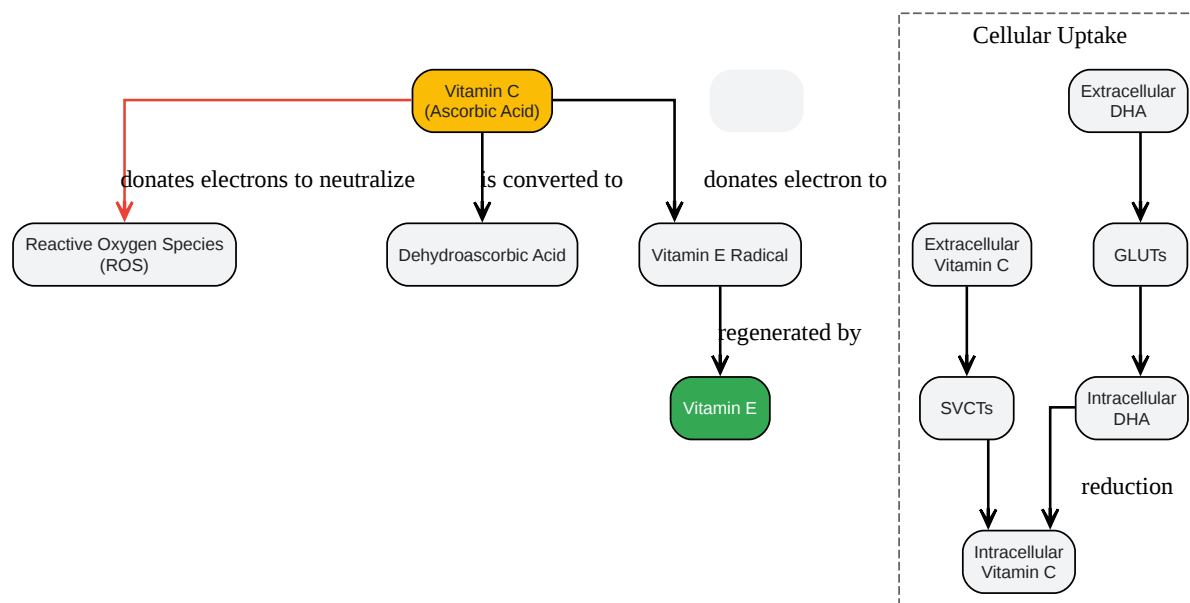 Cellular Uptake
Vitamin C
(Ascorbic Acid)
Extracellular
DHA
donates electrons to neutralize
is converted to
donates electron to
Reactive Oxygen Species
(ROS)
Dehydroascorbic Acid
Vitamin E Radical
Extracellular
Vitamin C
GLUTs
regenerated by
Vitamin E
SVCTs
Intracellular
DHA
reduction
Intracellular
Vitamin C